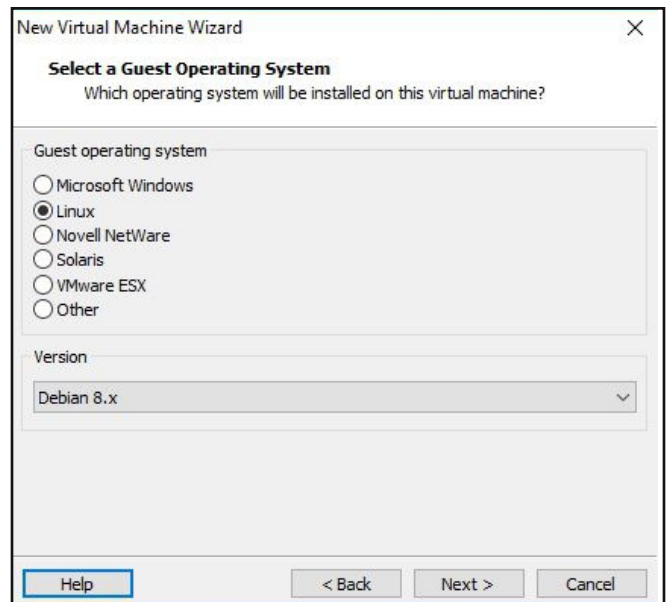 New Virtual Machine Wizard
Select a Guest Operating System
Which operating system will be installed on this virtual machine?
Guest operating system
Microsoft Windows
Linux
Novell NetWare
Solaris
VMware ESX
Other
Version
Debian 8.x
Help
< Back
Next >
Cancel